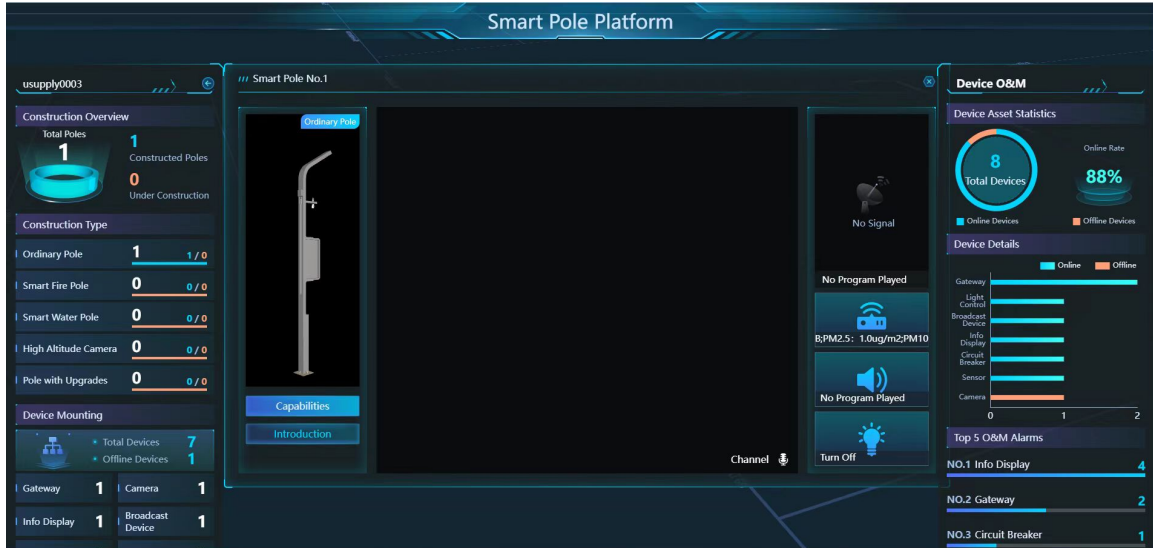 Smart Pole Platform
usupply0003
Construction Overview
Total Poles
1
1
Constructed Poles
0
Under Construction
Construction Type
Ordinary Pole 1 1 / 0
Smart Fire Pole 0 0 / 0
Smart Water Pole 0 0 / 0
High Altitude Camera 0 0 / 0
Pole with Upgrades 0 0 / 0
Device Mounting
Total Devices 7
Offline Devices 1
Gateway 1 Camera 1
Info Display 1 Broadcast Device 1
Smart Pole No.1
Ordinary Pole
Capabilities
Introduction
Channel
No Signal
No Program Played
B;PM2.5: 1.0ug/m2;PM10
No Program Played
Turn Off
Device O&M
Device Asset Statistics
8
Total Devices
Online Rate
88%
Online Devices Offline Devices
Device Details
Online Offline
Gateway
Light
Control
Broadcast
Device
Info
Display
Circuit
Breaker
Sensor
Camera
0 1 2
Top 5 O&M Alarms
NO.1 Info Display 4
NO.2 Gateway 2
NO.3 Circuit Breaker 1